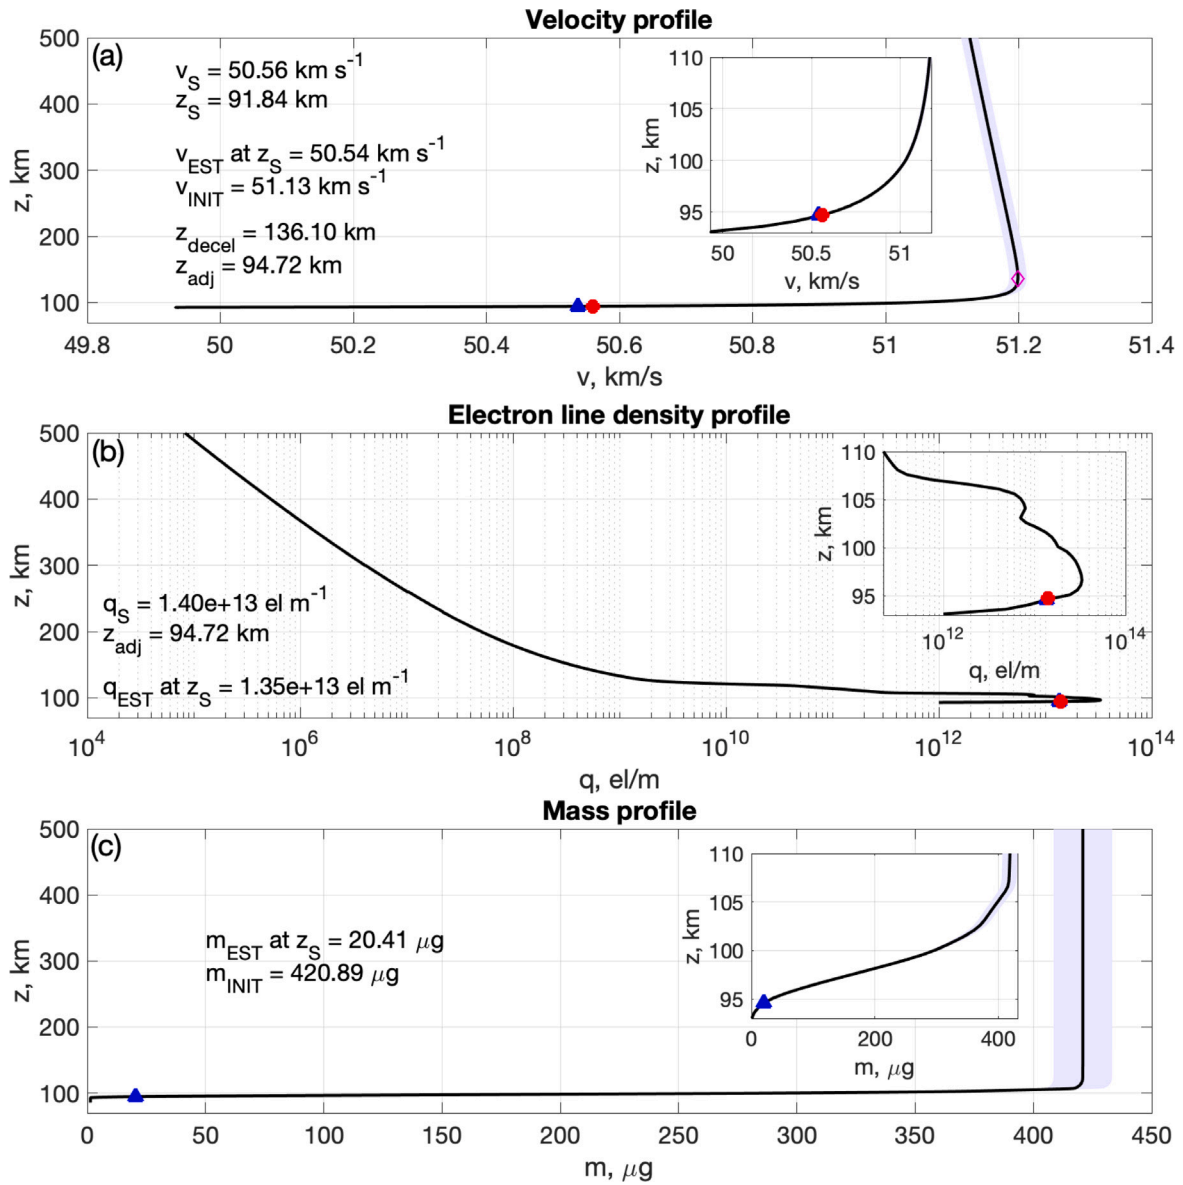 Velocity profile
(a)
500
400
300
200
100
z, km
v_S = 50.56 km s^-1
z_S = 91.84 km
v_EST at z_S = 50.54 km s^-1
v_INIT = 51.13 km s^-1
z_decel = 136.10 km
z_adj = 94.72 km
110
105
100
95
z, km
50 50.5 51
v, km/s
49.8 50 50.2 50.4 50.6 50.8 51 51.2 51.4
v, km/s
Electron line density profile
(b)
500
400
300
200
100
z, km
q_S = 1.40e+13 el m^-1
z_adj = 94.72 km
q_EST at z_S = 1.35e+13 el m^-1
110
105
100
95
z, km
10^12 10^14
q, el/m
10^4 10^6 10^8 10^10 10^12 10^14
q, el/m
Mass profile
(c)
500
400
300
200
100
z, km
m_EST at z_S = 20.41 μg
m_INIT = 420.89 μg
110
105
100
95
z, km
0 200 400
m, μg
0 50 100 150 200 250 300 350 400 450
m, μg